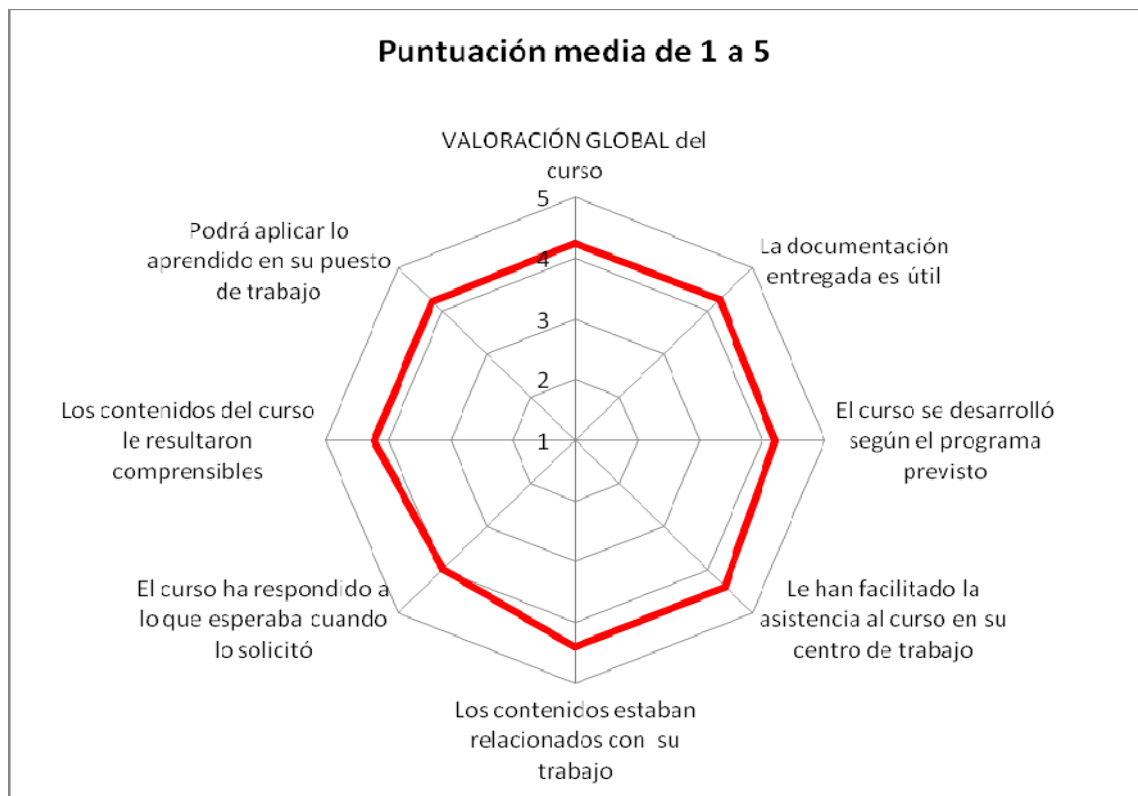 Puntuación media de 1 a 5
VALORACIÓN GLOBAL del
curso
La documentación
entregada es útil
El curso se desarrolló
según el programa
previsto
Le han facilitado la
asistencia al curso en su
centro de trabajo
Los contenidos estaban
relacionados con su
trabajo
El curso ha respondido a
lo que esperaba cuando
lo solicitó
Los contenidos del curso
le resultaron
comprensibles
Podrá aplicar lo
aprendido en su puesto
de trabajo
5
4
3
2
1